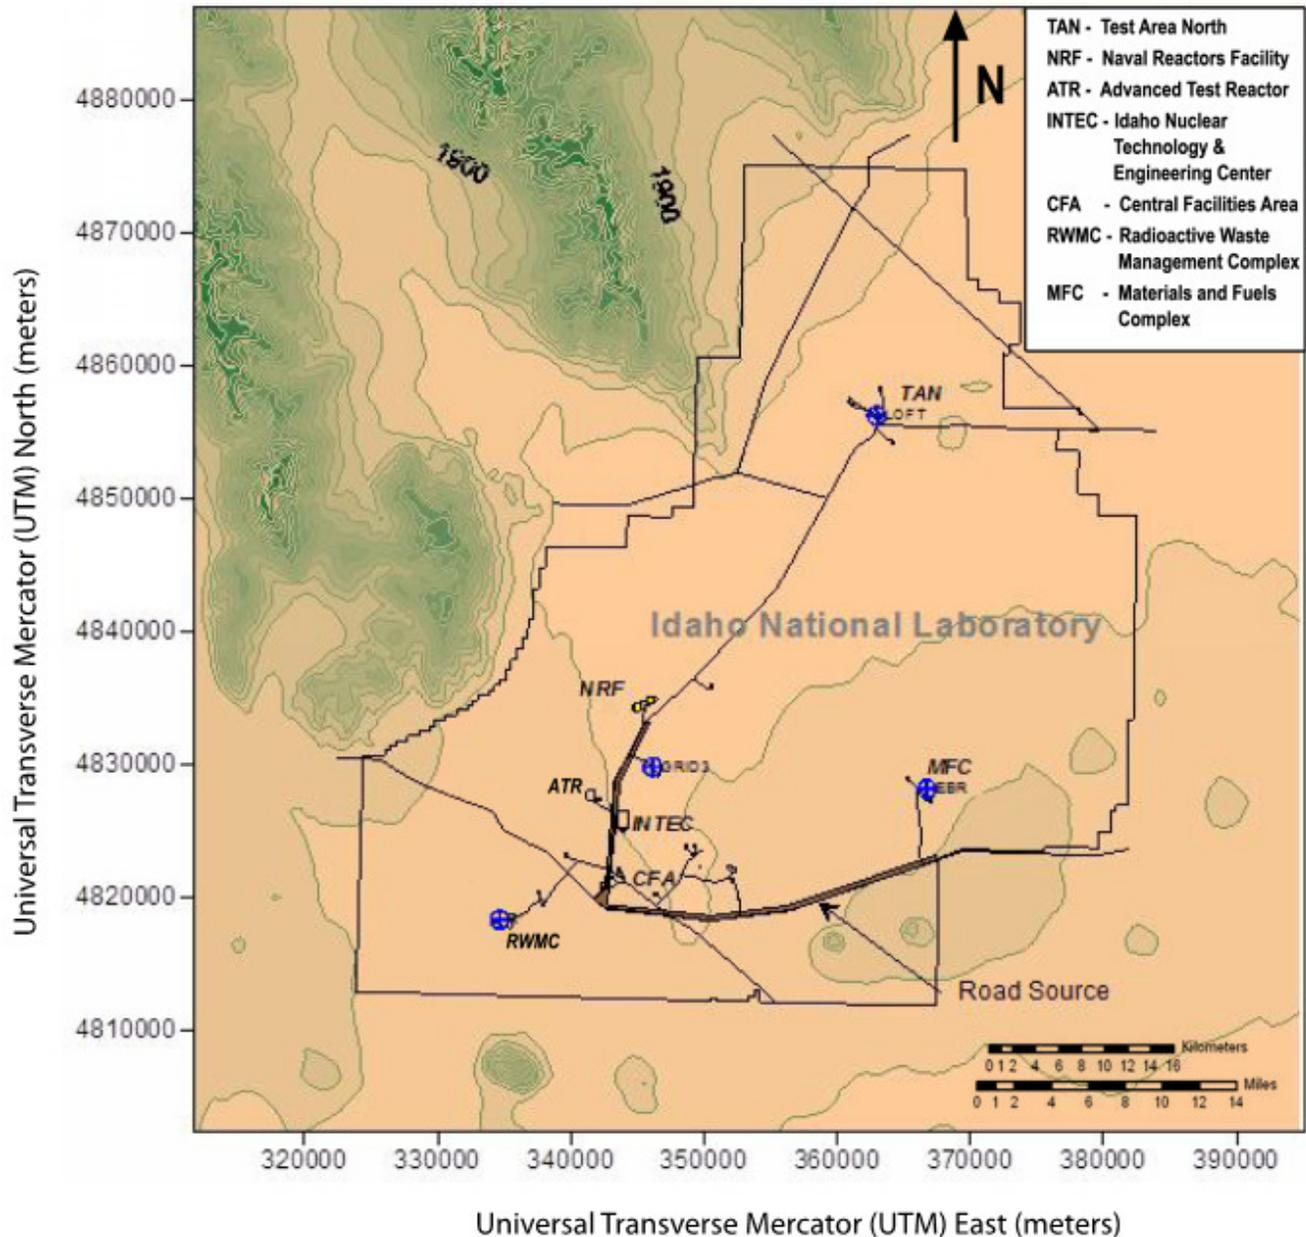 TAN - Test Area North
NRF - Naval Reactors Facility
ATR - Advanced Test Reactor
INTEC - Idaho Nuclear
Technology &
Engineering Center
CFA - Central Facilities Area
RWMC - Radioactive Waste
Management Complex
MFC - Materials and Fuels
Complex
N
4880000
1900
1900
4870000
4860000
TAN
LOFT
4850000
4840000
Idaho National Laboratory
NRF
4830000
GRID3
MFC
EBR
ATR
INTEC
CFA
4820000
RWMC
Road Source
4810000
Kilometers
0 1 2 4 6 8 10 12 14 16
Miles
0 1 2 4 6 8 10 12 14
320000 330000 340000 350000 360000 370000 380000 390000
Universal Transverse Mercator (UTM) North (meters)
Universal Transverse Mercator (UTM) East (meters)